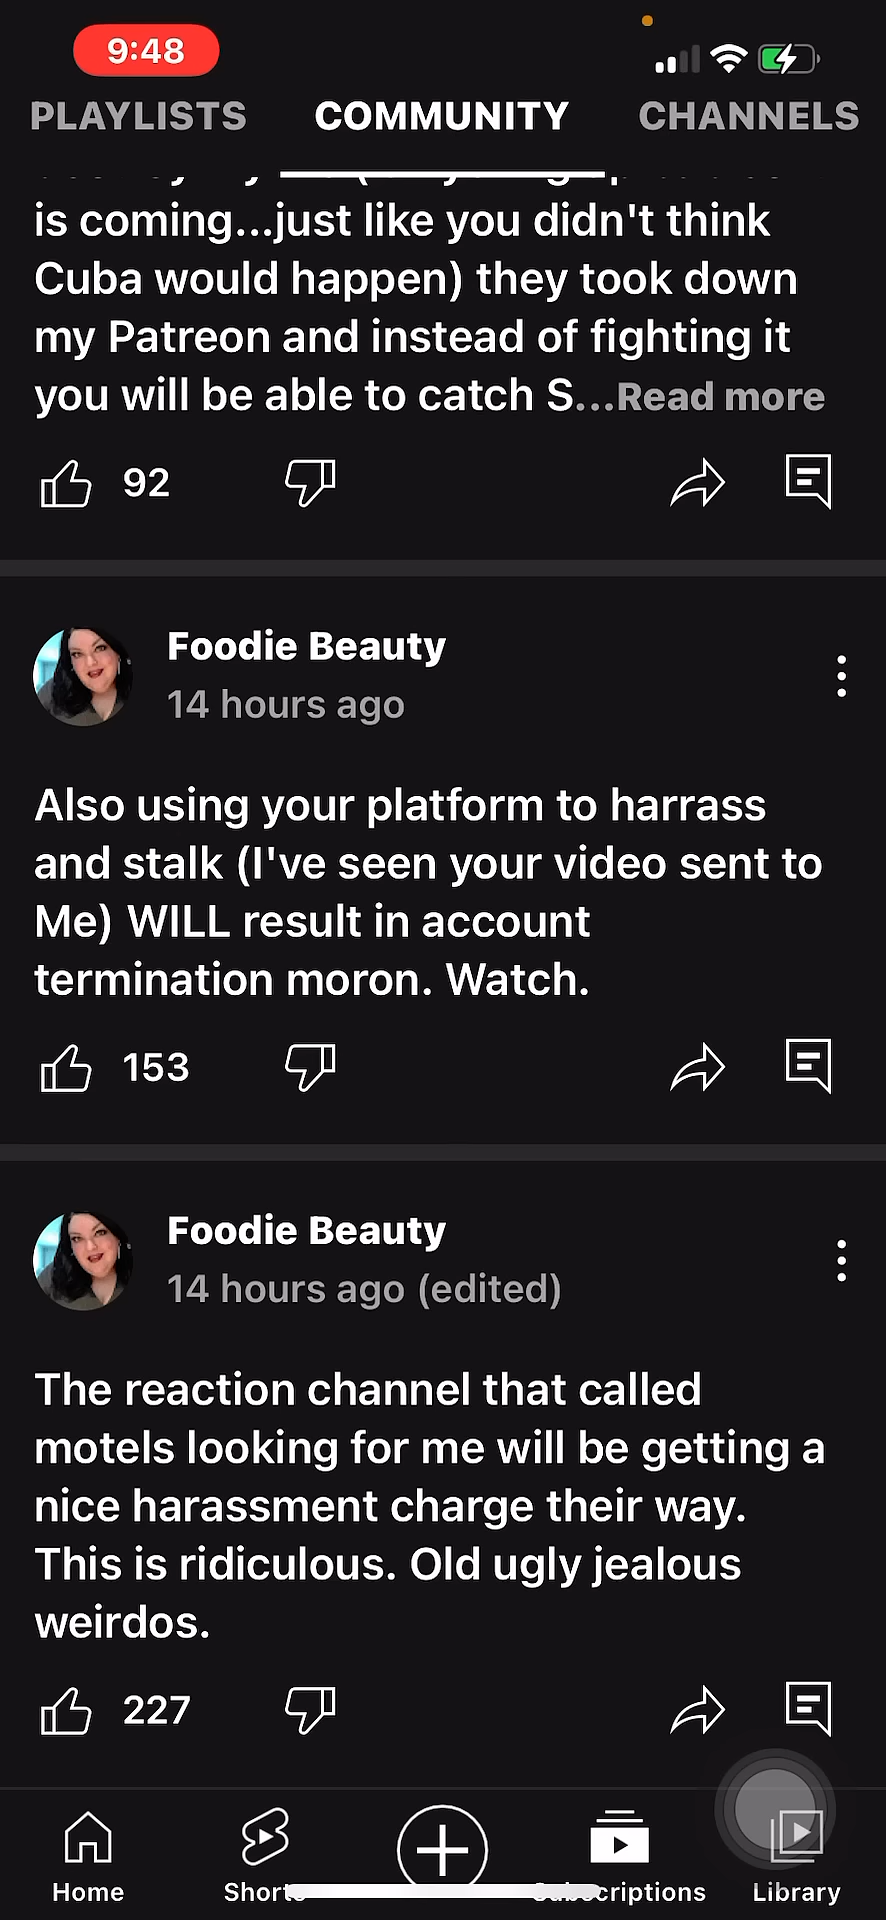 9:48
PLAYLISTS COMMUNITY CHANNELS
is coming...just like you didn't think
Cuba would happen) they took down
my Patreon and instead of fighting it
you will be able to catch S...Read more
92
Foodie Beauty
14 hours ago
Also using your platform to harrass
and stalk (I've seen your video sent to
Me) WILL result in account
termination moron. Watch.
153
Foodie Beauty
14 hours ago (edited)
The reaction channel that called
motels looking for me will be getting a
nice harassment charge their way.
This is ridiculous. Old ugly jealous
weirdos.
227
Home Shorts Subscriptions Library